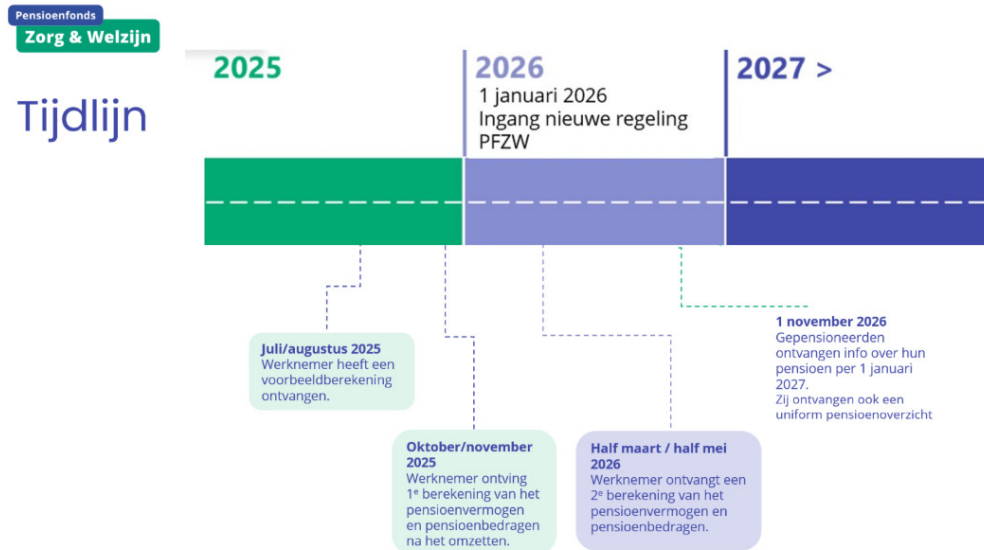 Pensioenfonds
Zorg & Welzijn
Tijdlijn
2025
2026
1 januari 2026
Ingang nieuwe regeling
PFZW
2027 >
Juli/augustus 2025
Werknemer heeft een
voorbeeldberekening
ontvangen.
Oktober/november
2025
Werknemer ontving
1e berekening van het
pensioenvermogen
en pensioenbedragen
na het omzetten.
Half maart / half mei
2026
Werknemer ontvangt een
2e berekening van het
pensioenvermogen en
pensioenbedragen.
1 november 2026
Gepensioneerden
ontvangen info over hun
pensioen per 1 januari
2027.
Zij ontvangen ook een
uniform pensioenoverzicht